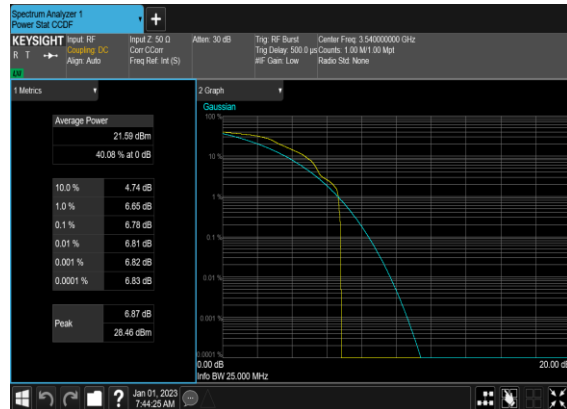 Spectrum Analyzer 1
Power Stat CCDF
+
KEYSIGHT Input: RF Input Z: 50 Ω Atten: 30 dB Trig: RF Burst Center Freq: 3.540000000 GHz
R T Coupling: DC Corr CCorr Trig Delay: 500.0 µs Counts: 1.00 M/1.00 Mpt
Align: Auto Freq Ref: Int (S) #IF Gain: Low Radio Std: None
1 Metrics
Average Power
21.59 dBm
40.08 % at 0 dB
10.0 % 4.74 dB
1.0 % 6.65 dB
0.1 % 6.78 dB
0.01 % 6.81 dB
0.001 % 6.82 dB
0.0001 % 6.83 dB
Peak 6.87 dB
28.46 dBm
2 Graph
Gaussian
100 %
10 %
1 %
0.1 %
0.01 %
0.001 %
0.0001 %
0.00 dB 20.00 dB
Info BW 25.000 MHz
? Jan 01, 2023
7:44:25 AM